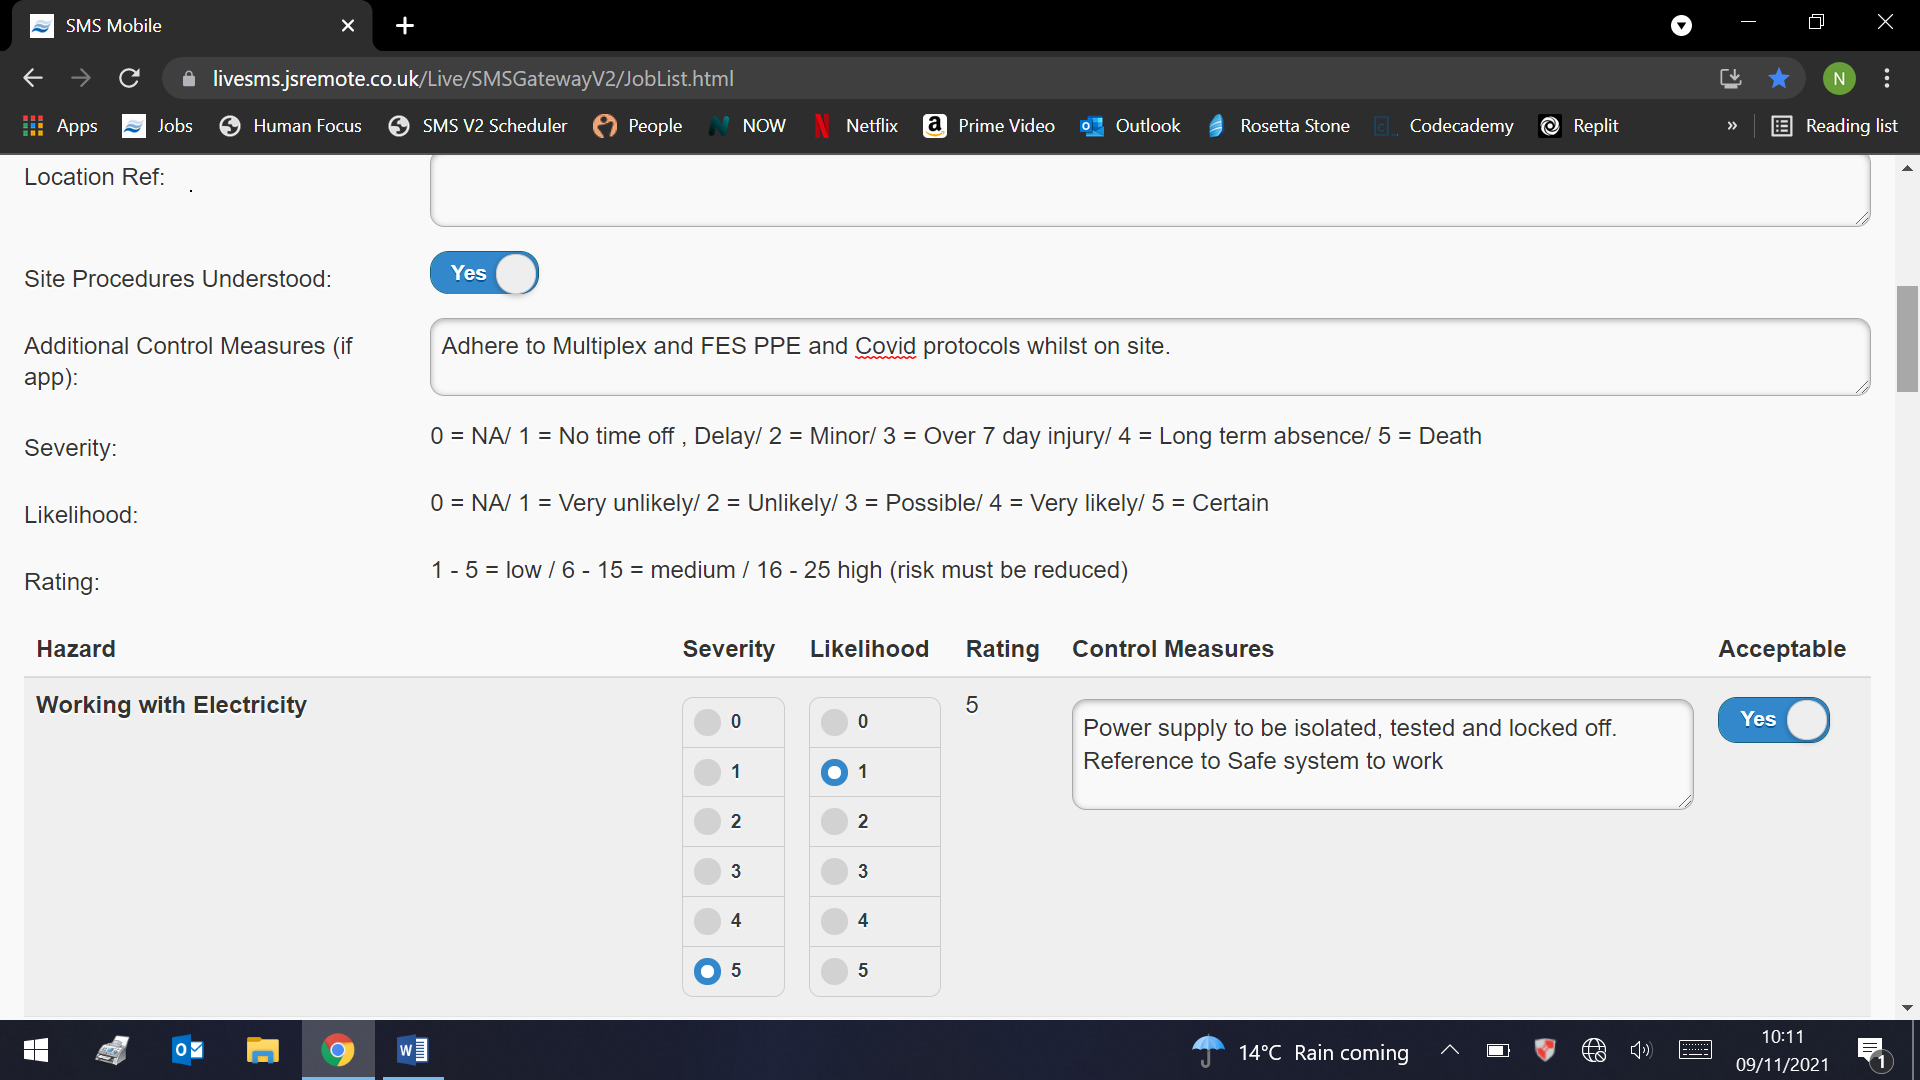 SMS Mobile
livesms.jsremote.co.uk/Live/SMSGatewayV2/JobList.html
N
Apps Jobs Human Focus SMS V2 Scheduler People NOW Netflix Prime Video Outlook Rosetta Stone Codecademy Replit » Reading list
Location Ref: .
Site Procedures Understood: Yes
Additional Control Measures (if
app):
Adhere to Multiplex and FES PPE and Covid protocols whilst on site.
Severity: 0 = NA/ 1 = No time off , Delay/ 2 = Minor/ 3 = Over 7 day injury/ 4 = Long term absence/ 5 = Death
Likelihood: 0 = NA/ 1 = Very unlikely/ 2 = Unlikely/ 3 = Possible/ 4 = Very likely/ 5 = Certain
Rating: 1 - 5 = low / 6 - 15 = medium / 16 - 25 high (risk must be reduced)
Hazard Severity Likelihood Rating Control Measures Acceptable
Working with Electricity
0 0
1 1
2 2
3 3
4 4
5 5
5
Power supply to be isolated, tested and locked off.
Reference to Safe system to work
Yes
14°C Rain coming
10:11
09/11/2021
1